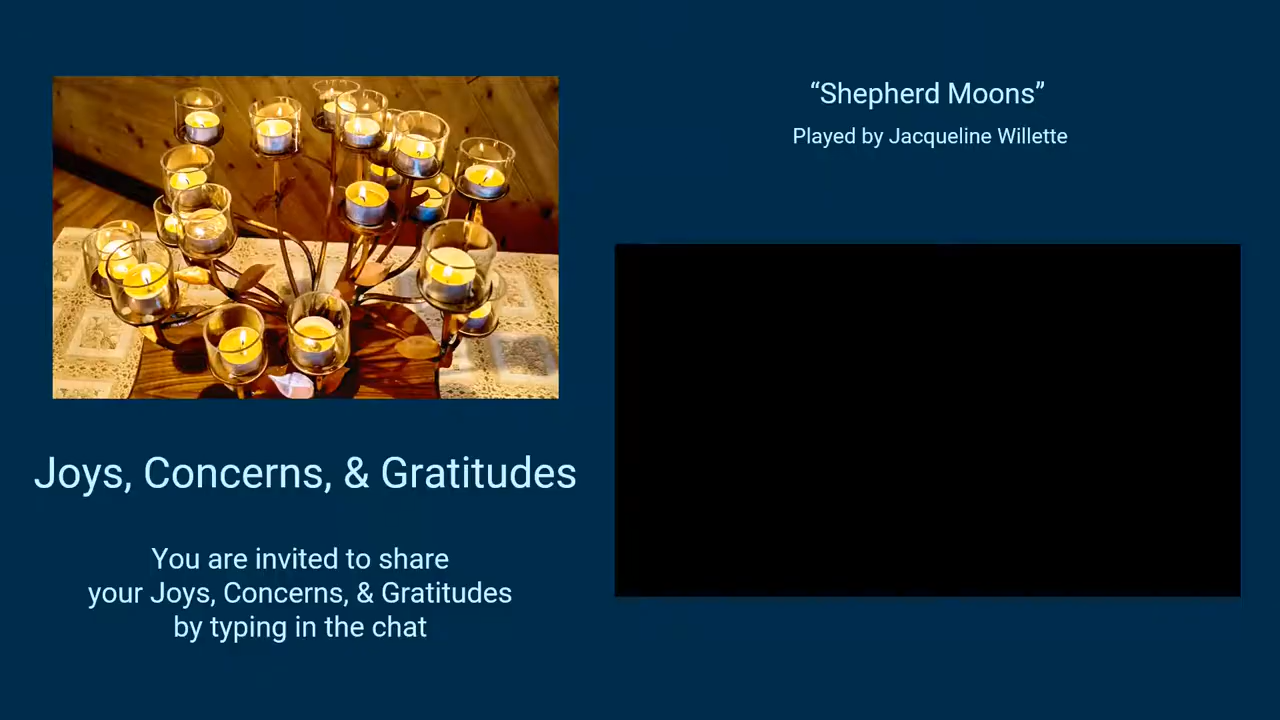 “Shepherd Moons”
Played by Jacqueline Willette
Joys, Concerns, & Gratitudes
You are invited to share
your Joys, Concerns, & Gratitudes
by typing in the chat